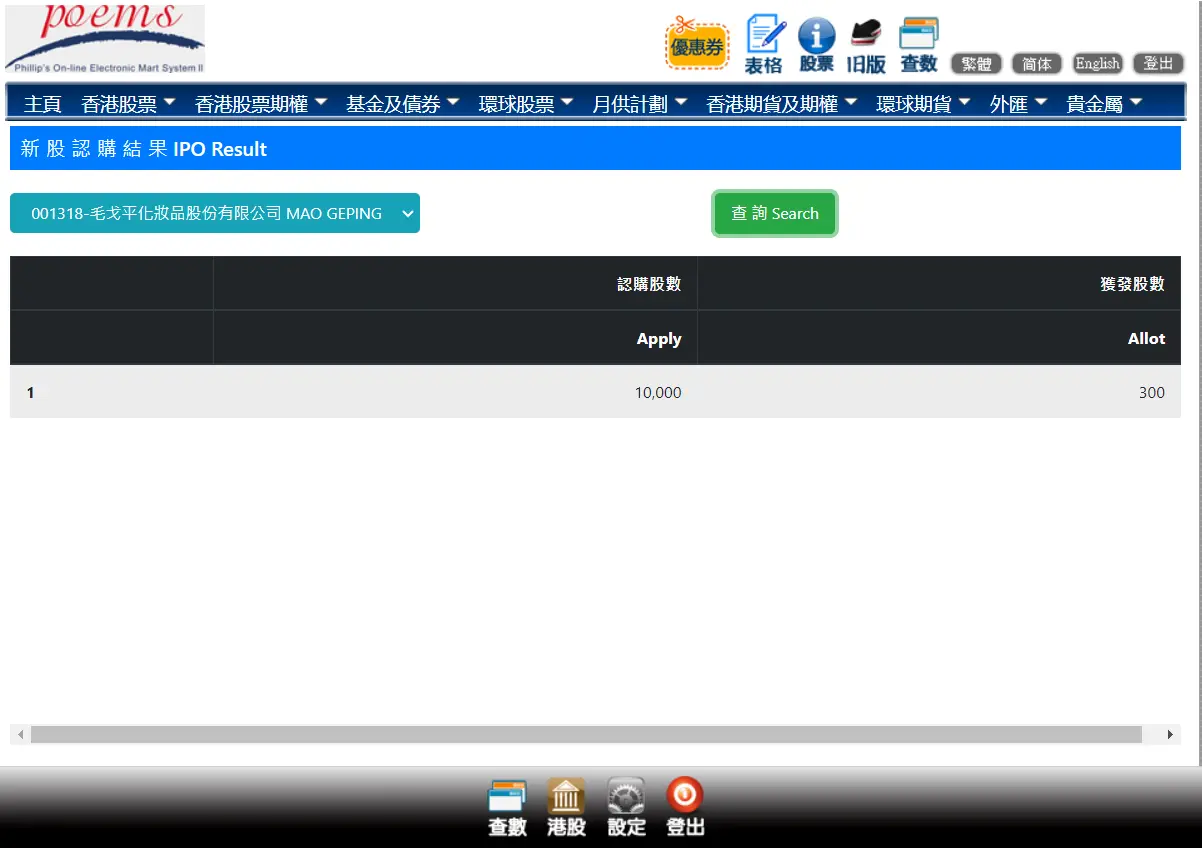 poems
Phillip's On-line Electronic Mart System II
優惠券
表格
股票
旧版
查数
繁體
简体
English
登出
主頁 香港股票 香港股票期權 基金及債券 環球股票 月供計劃 香港期貨及期權 環球期貨 外匯 貴金屬
新 股 認 購 結 果 IPO Result
001318-毛戈平化妝品股份有限公司 MAO GEPING
查 詢 Search
認購股數 獲發股數
Apply Allot
1 10,000 300
查數 港股 設定 登出